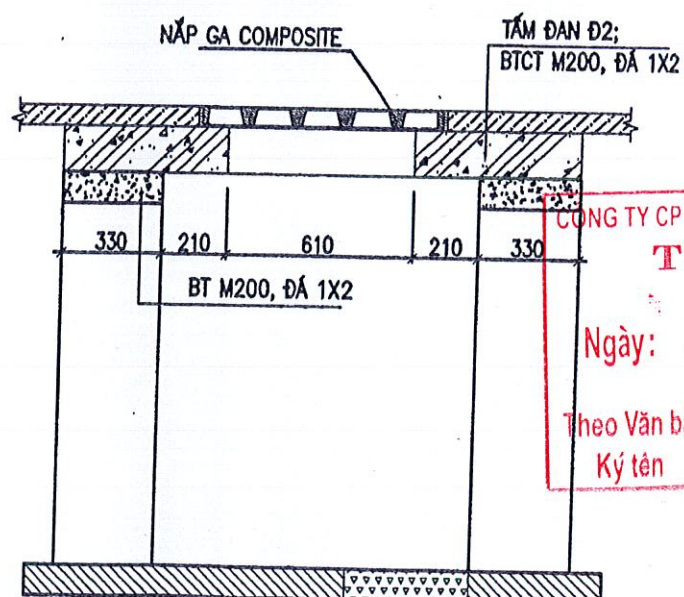 NẮP GA COMPOSITE
TẤM ĐAN Đ2;
BTCT M200, ĐÁ 1X2
CÔNG TY CP
T
330 210 610 210 330
BT M200, ĐÁ 1X2
Ngày:
Theo Văn b
Ký tên